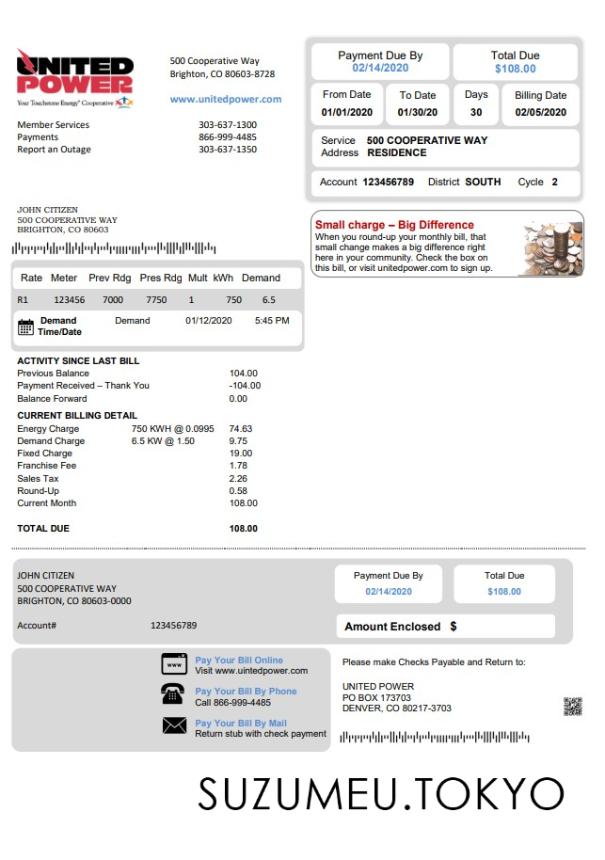 UNITED
POWER
Your Touchstone Energy® Cooperative
500 Cooperative Way
Brighton, CO 80603-8728
www.unitedpower.com
Member Services 303-637-1300
Payments 866-999-4485
Report an Outage 303-637-1350
Payment Due By Total Due
02/14/2020 $108.00
From Date To Date Days Billing Date
01/01/2020 01/30/20 30 02/05/2020
Service 500 COOPERATIVE WAY
Address RESIDENCE
Account 123456789 District SOUTH Cycle 2
JOHN CITIZEN
500 COOPERATIVE WAY
BRIGHTON, CO 80603
Small charge – Big Difference
When you round-up your monthly bill, that
small change makes a big difference right
here in your community. Check the box on
this bill, or visit unitedpower.com to sign up.
Rate Meter Prev Rdg Pres Rdg Mult kWh Demand
R1 123456 7000 7750 1 750 6.5
Demand Demand 01/12/2020 5:45 PM
Time/Date
ACTIVITY SINCE LAST BILL
Previous Balance 104.00
Payment Received – Thank You -104.00
Balance Forward 0.00
CURRENT BILLING DETAIL
Energy Charge 750 KWH @ 0.0995 74.63
Demand Charge 6.5 KW @ 1.50 9.75
Fixed Charge 19.00
Franchise Fee 1.78
Sales Tax 2.26
Round-Up 0.58
Current Month 108.00
TOTAL DUE 108.00
JOHN CITIZEN
500 COOPERATIVE WAY
BRIGHTON, CO 80603-0000
Account# 123456789
Payment Due By Total Due
02/14/2020 $108.00
Amount Enclosed $
www
Pay Your Bill Online
Visit www.uintedpower.com
Pay Your Bill By Phone
Call 866-999-4485
Pay Your Bill By Mail
Return stub with check payment
Please make Checks Payable and Return to:
UNITED POWER
PO BOX 173703
DENVER, CO 80217-3703
SUZUMEU.TOKYO